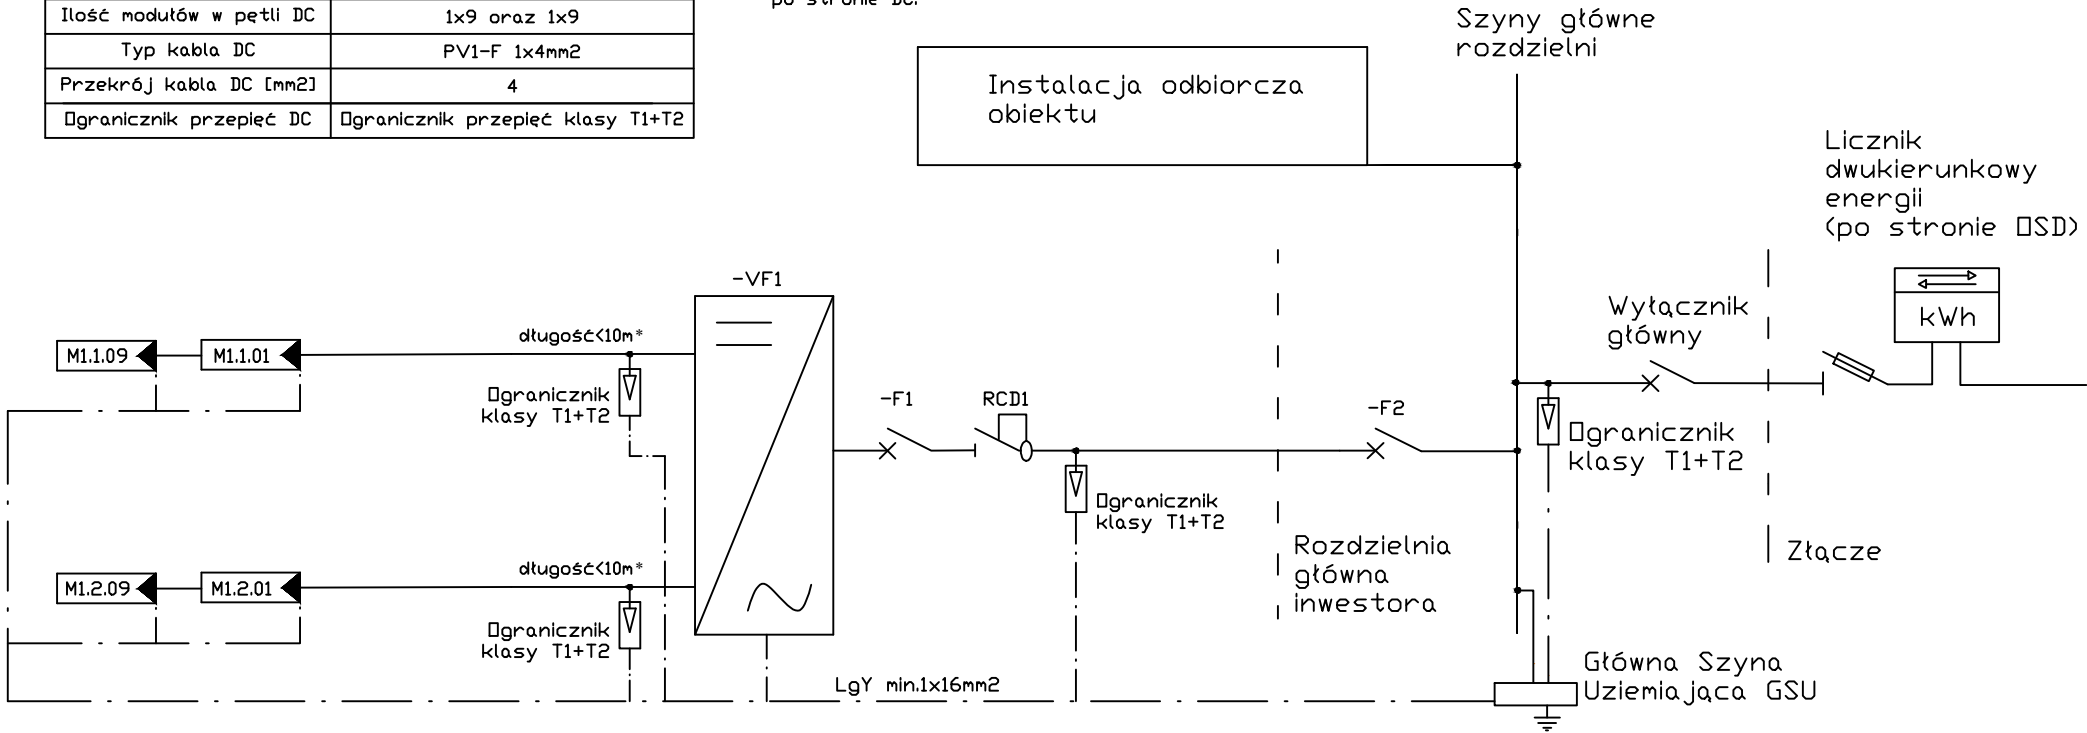 Ilość modułów w pętli DC 1x9 oraz 1x9
Typ kabla DC PV1-F 1x4mm2
Przekrój kabla DC [mm2] 4
Ogranicznik przepięć DC Ogranicznik przepięć klasy T1+T2
po stronie DC.
Szyny główne
rozdzielni
Instalacja odbiorcza
obiektu
Licznik
dwukierunkowy
energii
(po stronie OSD)
kWh
Wyłącznik
główny
-VF1
długość<10m*
M1.1.09
M1.1.01
Ogranicznik
klasy T1+T2
-F1
RCD1
-F2
Ogranicznik
klasy T1+T2
Ogranicznik
klasy T1+T2
Rozdzielnia
główna
inwestora
Złącze
długość<10m*
M1.2.09
M1.2.01
Ogranicznik
klasy T1+T2
LgY min.1x16mm2
Główna Szyna
Uziemiająca GSU